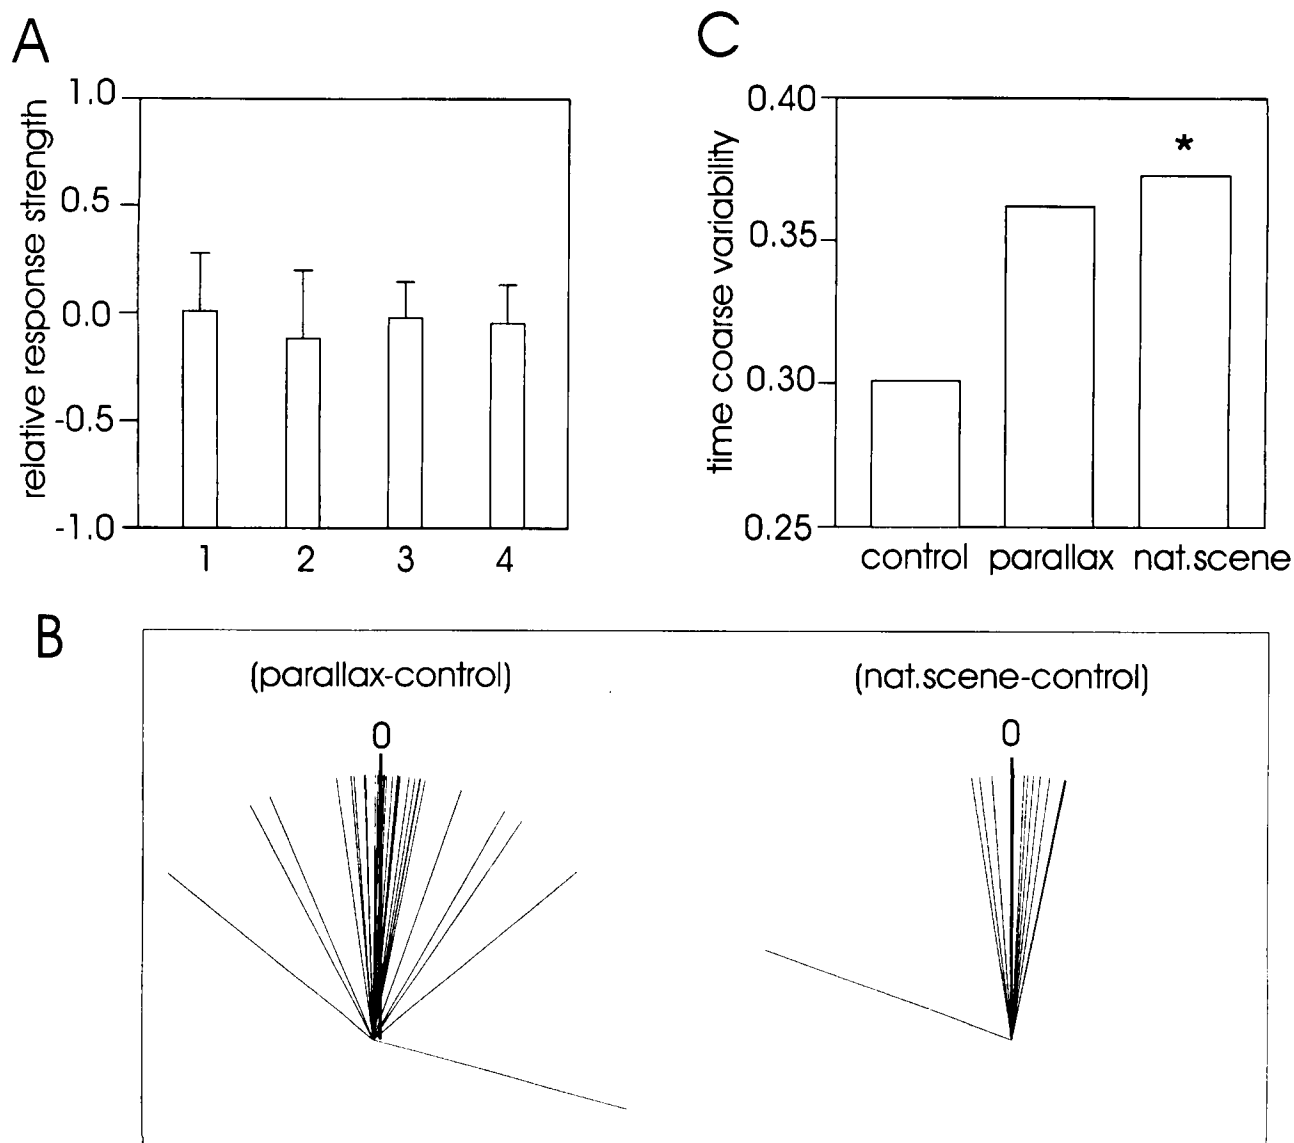 A
relative response strength
1.0
0.5
0.0
-0.5
-1.0
1 2 3 4
C
time coarse variability
0.40
0.35
0.30
0.25
*
control parallax nat.scene
B
(parallax-control)
0
(nat.scene-control)
0